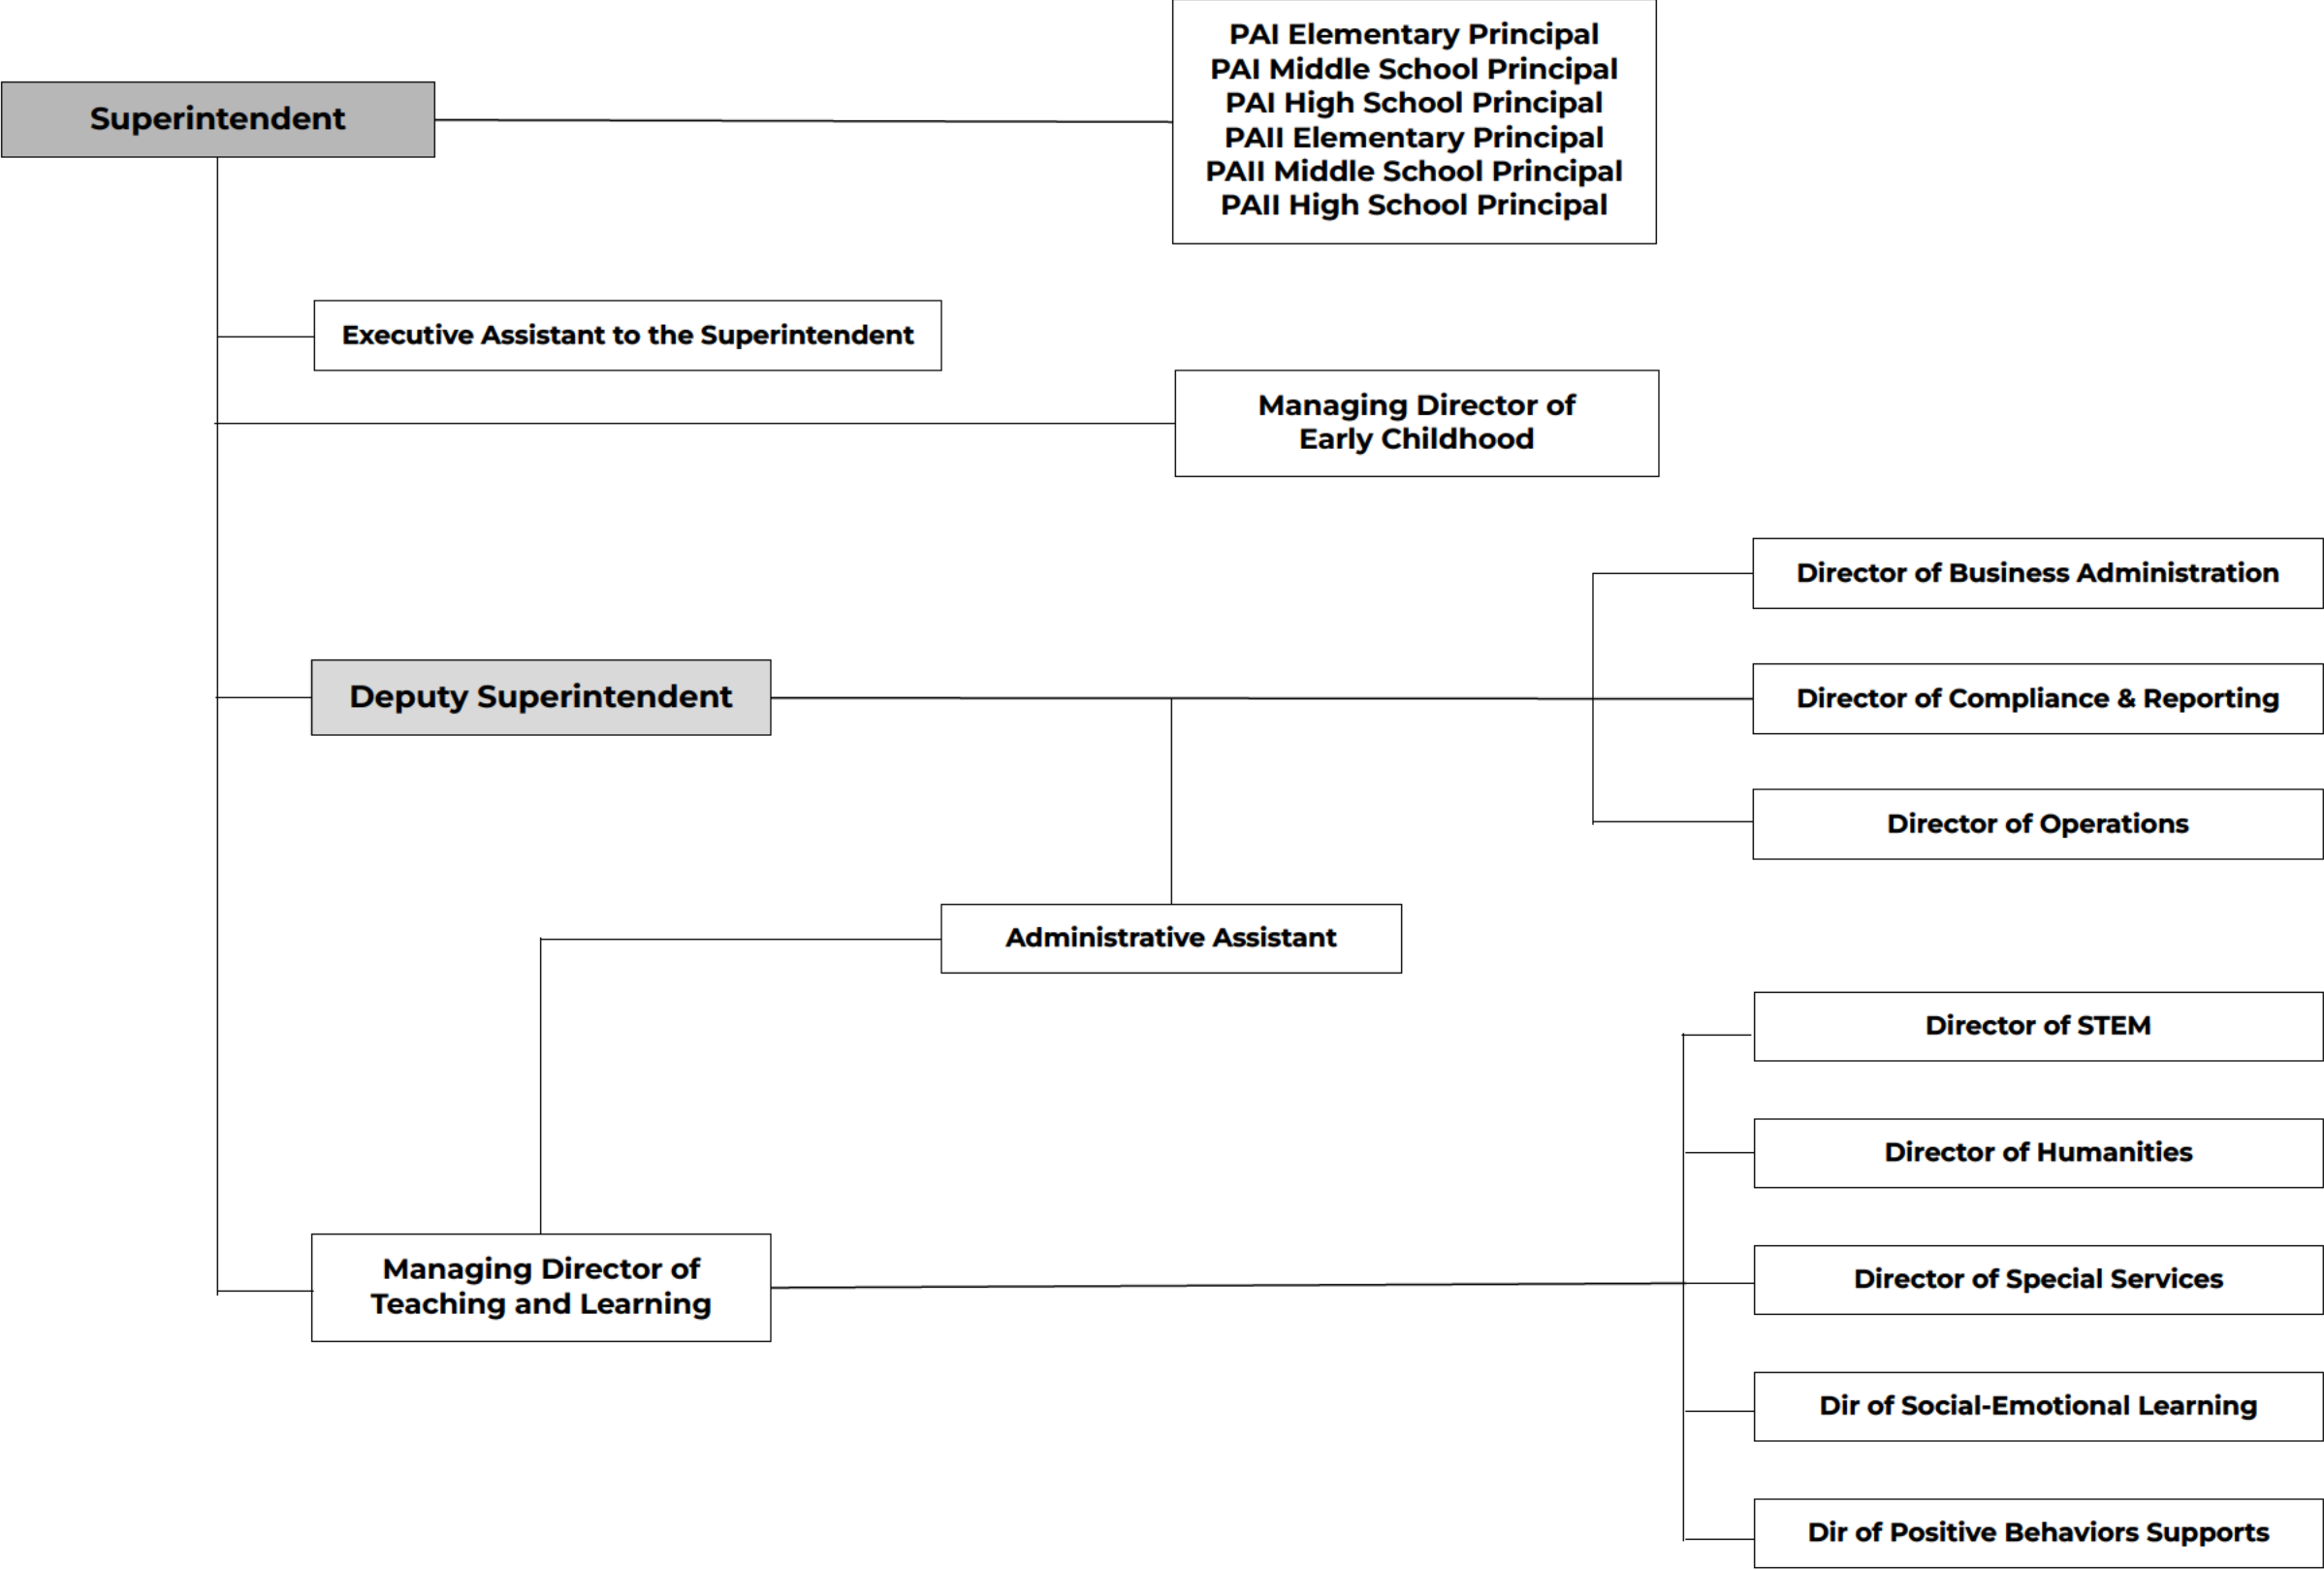 PAI Elementary Principal
PAI Middle School Principal
PAI High School Principal
PAII Elementary Principal
PAII Middle School Principal
PAII High School Principal
Superintendent
Executive Assistant to the Superintendent
Managing Director of
Early Childhood
Director of Business Administration
Deputy Superintendent
Director of Compliance & Reporting
Director of Operations
Administrative Assistant
Director of STEM
Director of Humanities
Managing Director of
Teaching and Learning
Director of Special Services
Dir of Social-Emotional Learning
Dir of Positive Behaviors Supports